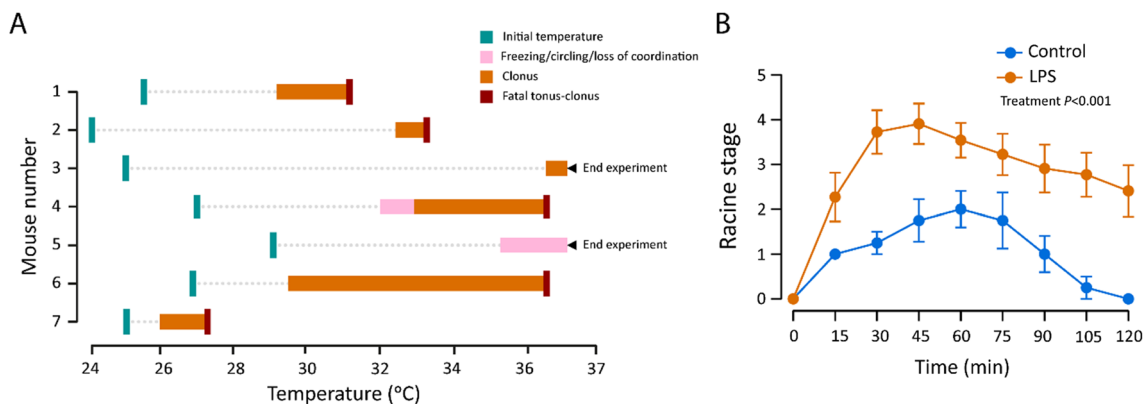 A
Initial temperature
Freezing/circling/loss of coordination
Clonus
Fatal tonus-clonus
Mouse number
1
2
3
4
5
6
7
End experiment
End experiment
24
26
28
30
32
34
36
37
Temperature (°C)
B
Control
LPS
Treatment P<0.001
Racine stage
5
4
3
2
1
0
0
15
30
45
60
75
90
105
120
Time (min)